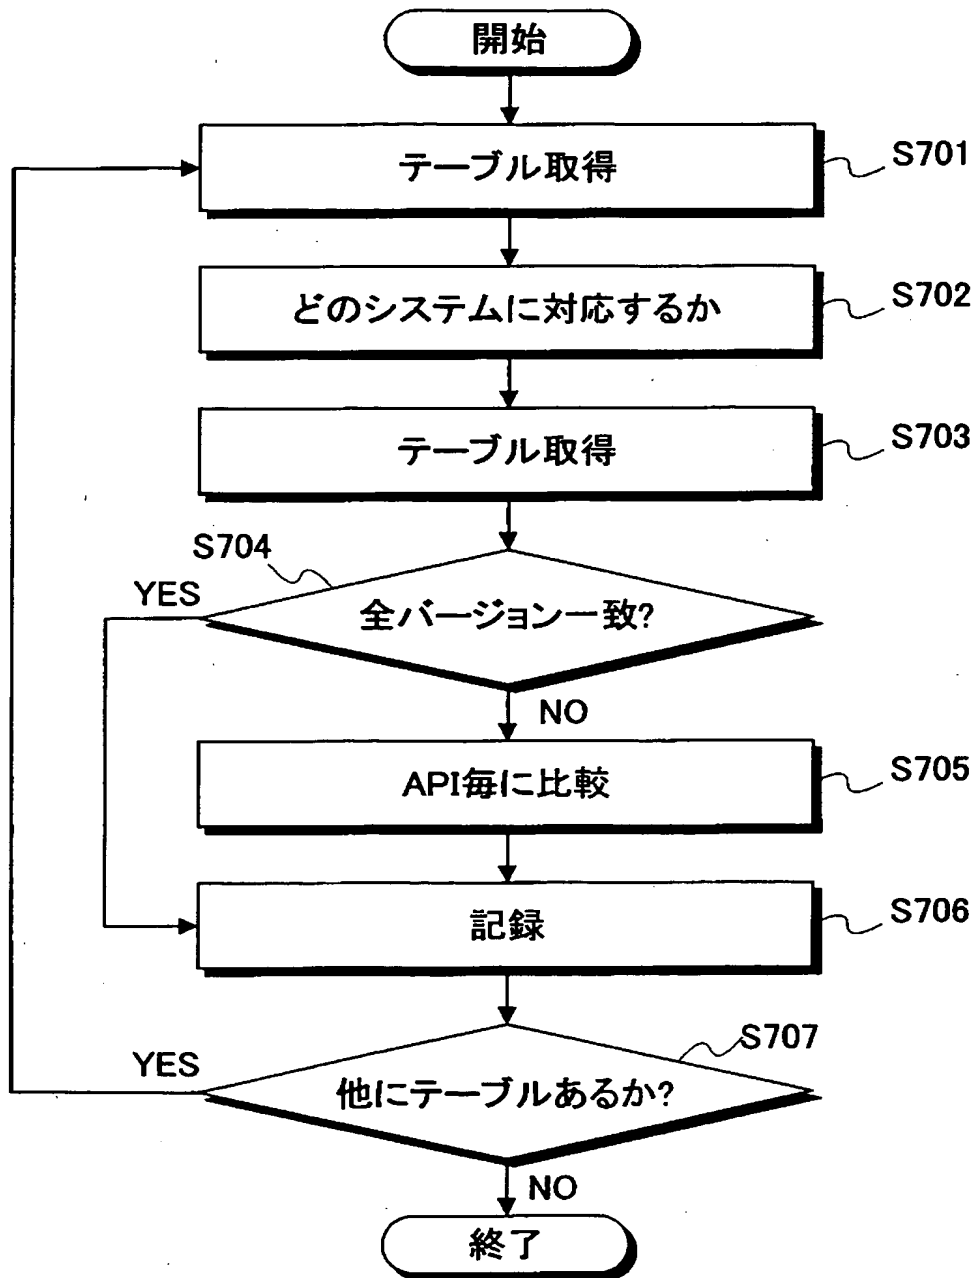 開始
テーブル取得
S701
どのシステムに対応するか
S702
テーブル取得
S703
S704
YES
全バージョン一致?
NO
API毎に比較
S705
記録
S706
S707
YES
他にテーブルあるか?
NO
終了